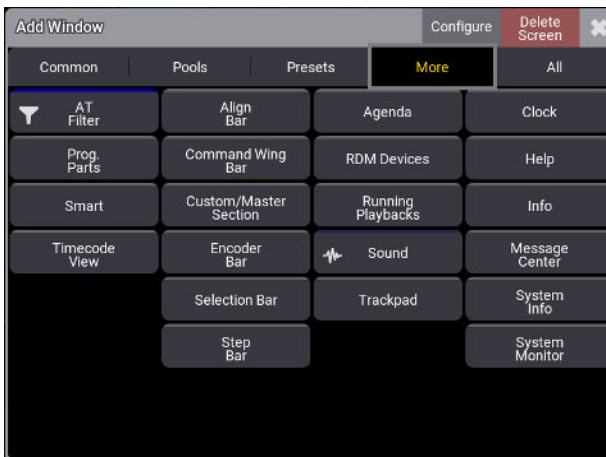 Add Window
Configure
Delete
Screen
Common
Pools
Presets
More
All
AT
Filter
Align
Bar
Agenda
Clock
Prog.
Parts
Command Wing
Bar
RDM Devices
Help
Smart
Custom/Master
Section
Running
Playbacks
Info
Timecode
View
Encoder
Bar
Sound
Message
Center
Selection Bar
Trackpad
System
Info
Step
Bar
System
Monitor